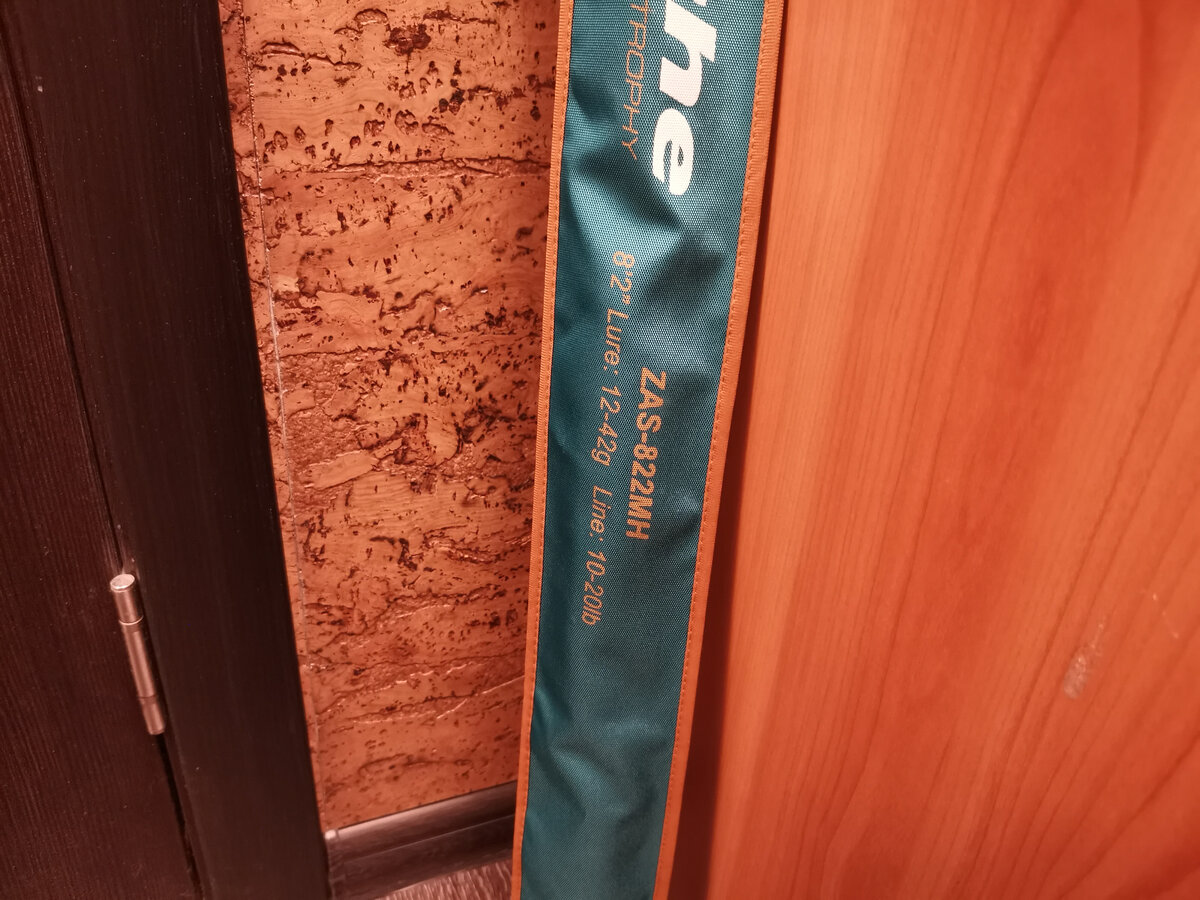 he
TROPHY
ZAS-822MH
8'2" Lure: 12-42g Line: 10-20lb